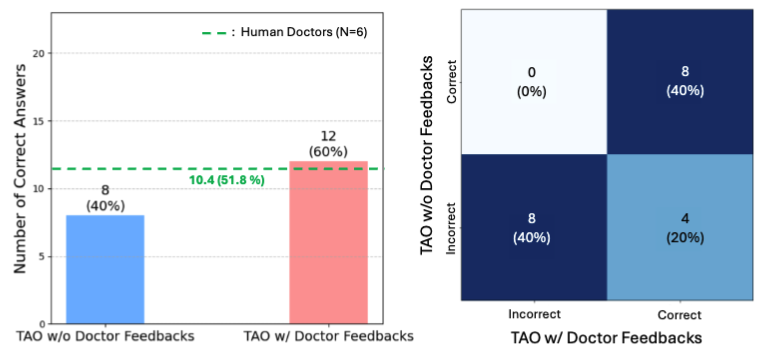 : Human Doctors (N=6)
Number of Correct Answers
20
15
10
5
0
12
(60%)
10.4 (51.8 %)
8
(40%)
TAO w/o Doctor Feedbacks
TAO w/ Doctor Feedbacks
TAO w/o Doctor Feedbacks
Correct
Incorrect
0
(0%)
8
(40%)
8
(40%)
4
(20%)
Incorrect
Correct
TAO w/ Doctor Feedbacks